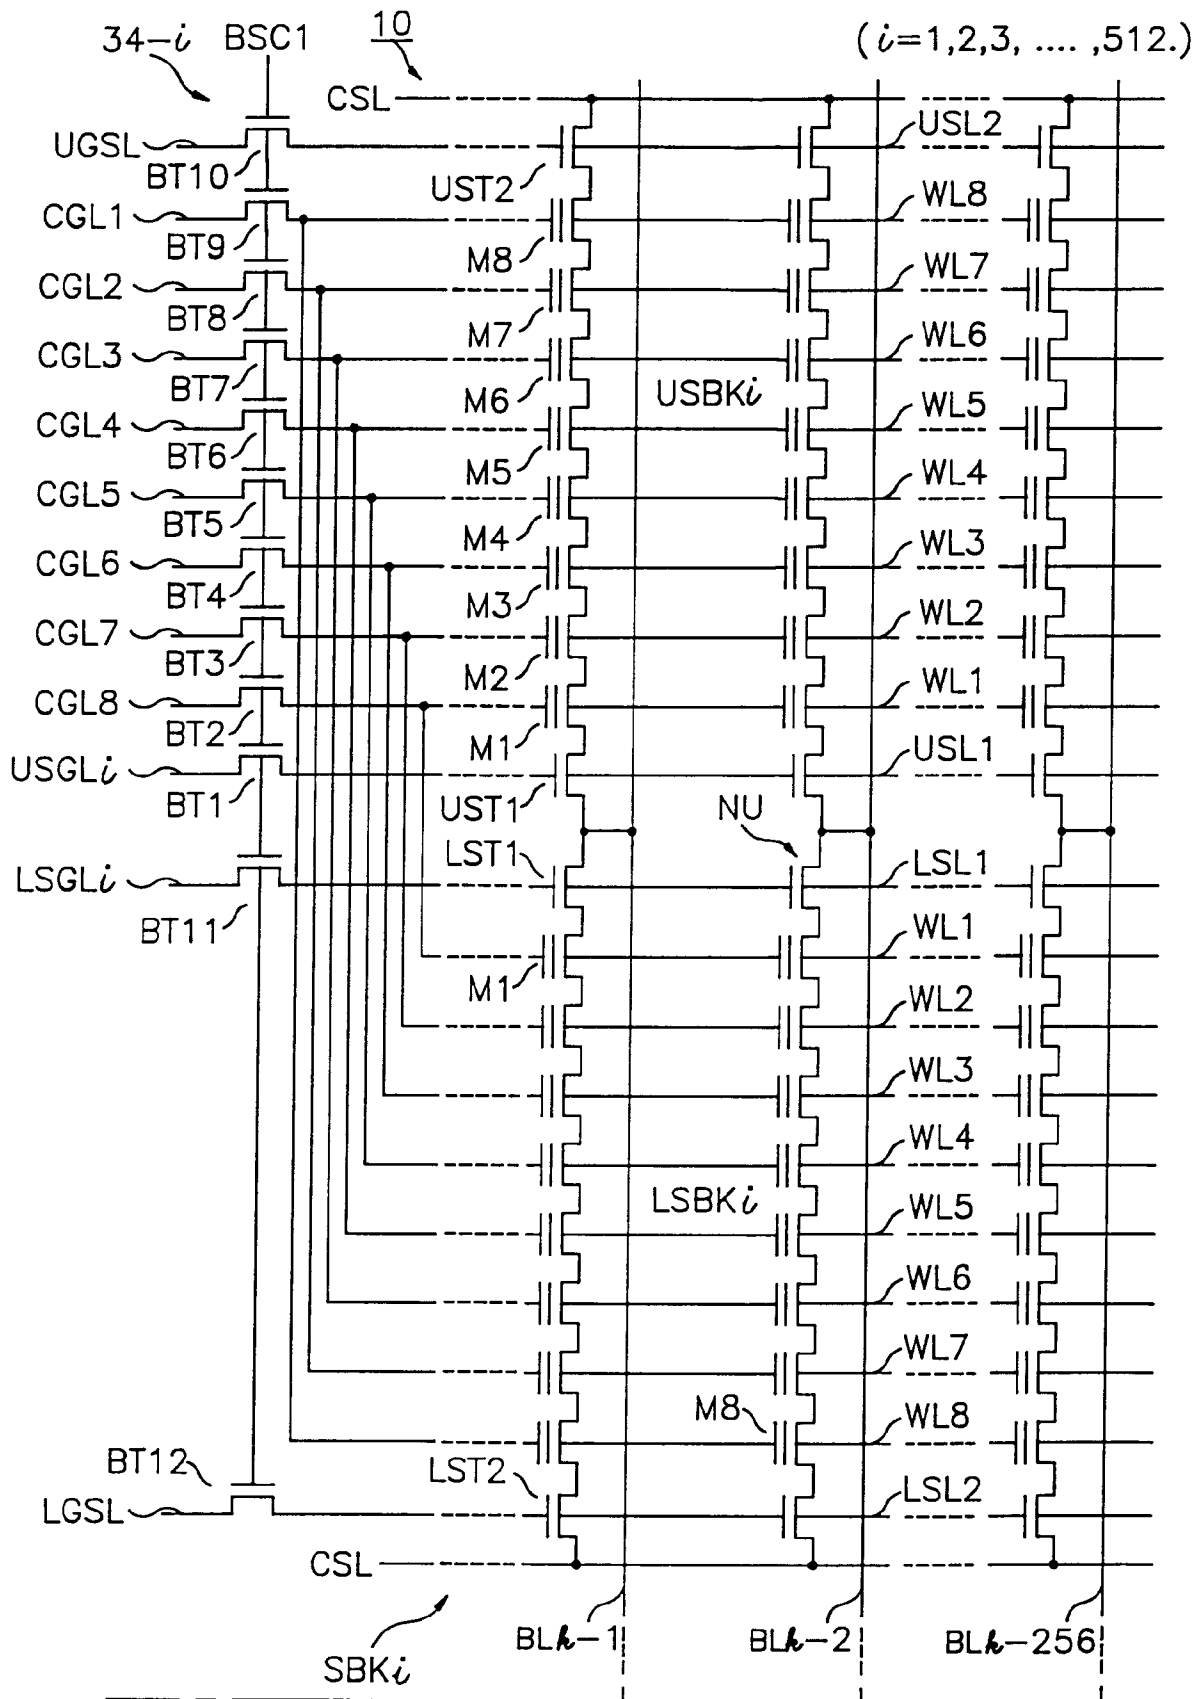 34-i BSC1 10 (i=1,2,3, .... ,512.)
CSL
UGSL BT10 UST2 USL2
CGL1 BT9 M8 WL8
CGL2 BT8 M7 WL7
CGL3 BT7 M6 USBKi WL6
CGL4 BT6 M5 WL5
CGL5 BT5 M4 WL4
CGL6 BT4 M3 WL3
CGL7 BT3 M2 WL2
CGL8 BT2 M1 WL1
USGLi BT1 UST1 NU USL1
LSGLi BT11 LST1 LSL1
M1 WL1
WL2
WL3
WL4
LSBKi WL5
WL6
WL7
M8 WL8
BT12 LST2 LSL2
LGSL
CSL
SBKi BLk-1 BLk-2 BLk-256